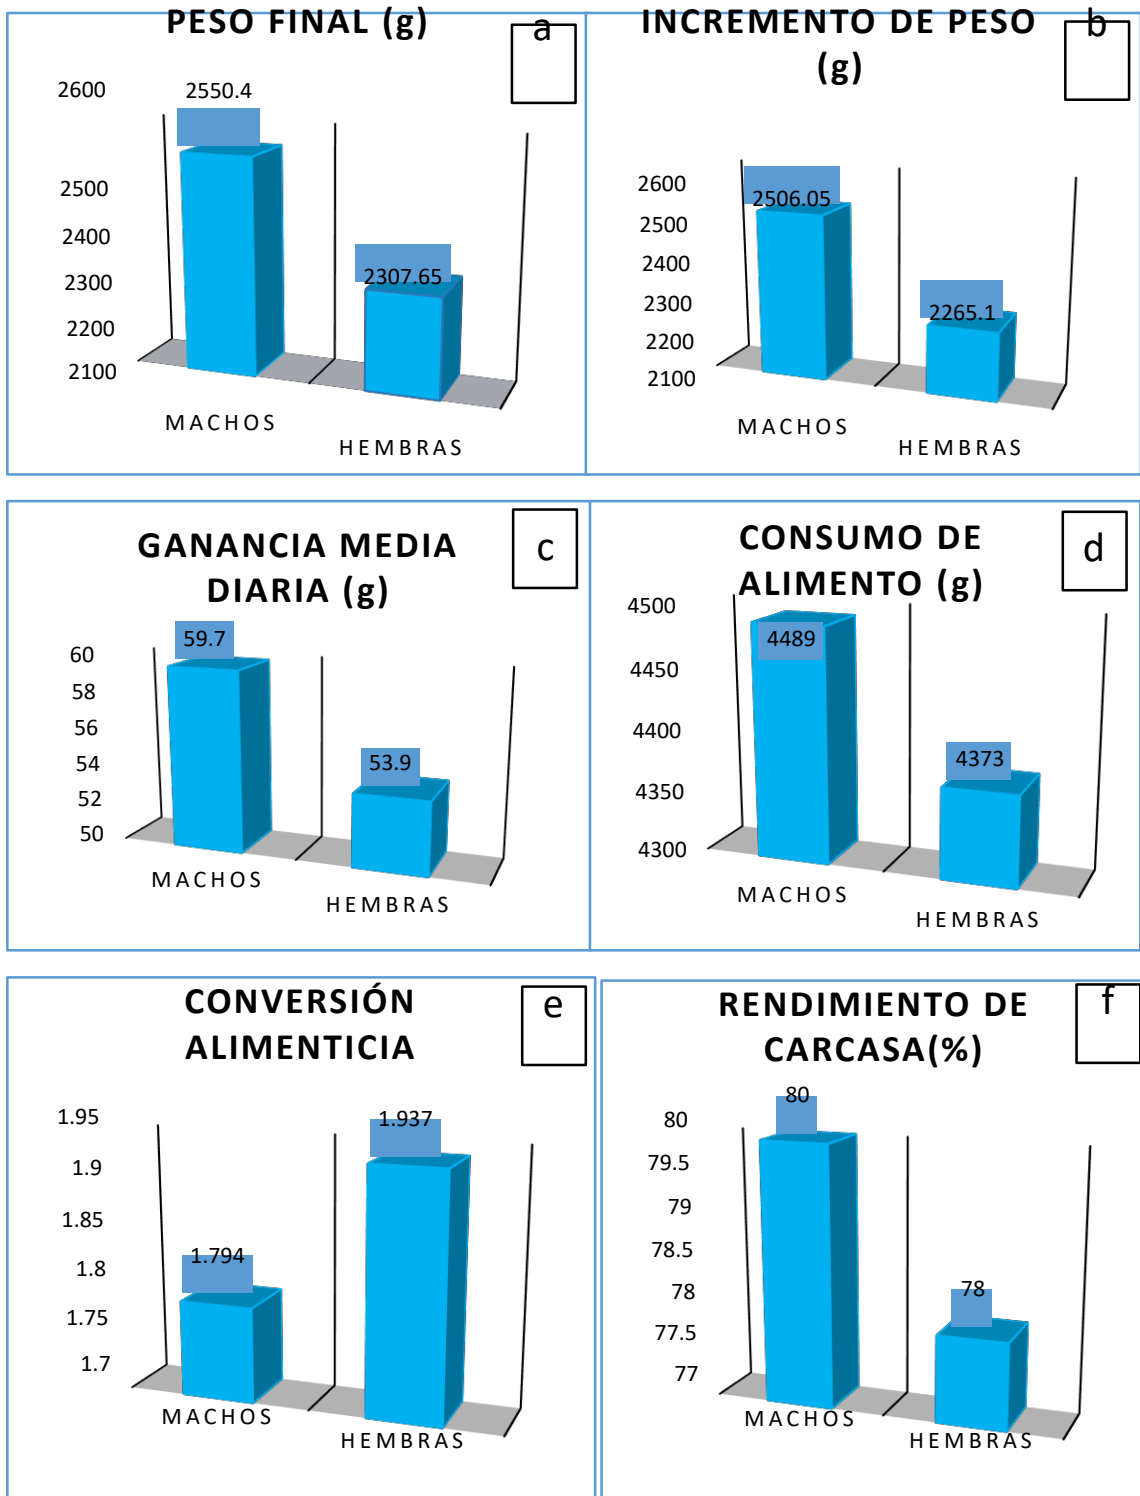 PESO FINAL (g)
a
2600
2500
2400
2300
2200
2100
2550.4
2307.65
MACHOS
HEMBRAS
INCREMENTO DE PESO
(g)
b
2600
2500
2400
2300
2200
2100
2506.05
2265.1
MACHOS
HEMBRAS
GANANCIA MEDIA
DIARIA (g)
c
60
58
56
54
52
50
59.7
53.9
MACHOS
HEMBRAS
CONSUMO DE
ALIMENTO (g)
d
4500
4450
4400
4350
4300
4489
4373
MACHOS
HEMBRAS
CONVERSIÓN
ALIMENTICIA
e
1.95
1.9
1.85
1.8
1.75
1.7
1.794
1.937
MACHOS
HEMBRAS
RENDIMIENTO DE
CARCASA(%)
f
80
79.5
79
78.5
78
77.5
77
80
78
MACHOS
HEMBRAS